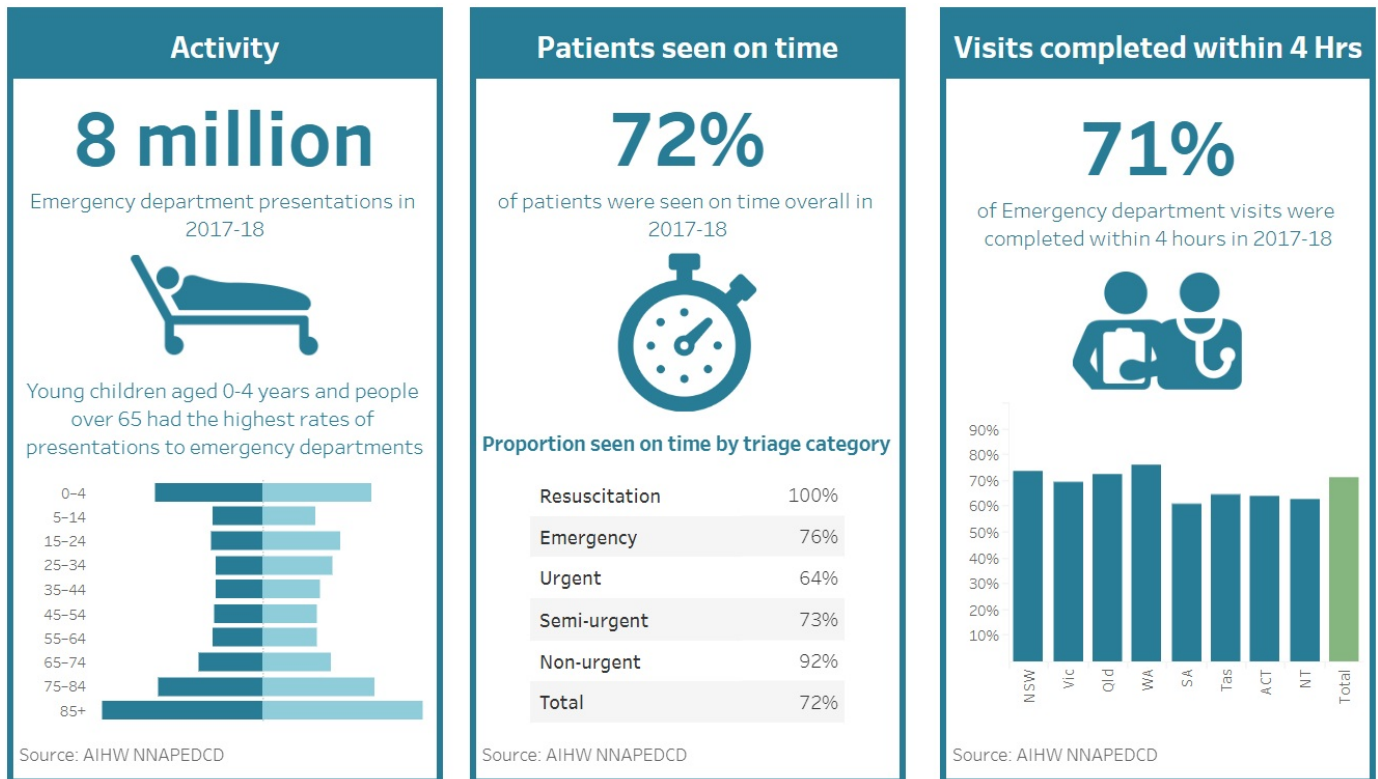 Activity
8 million
Emergency department presentations in
2017-18
Young children aged 0-4 years and people
over 65 had the highest rates of
presentations to emergency departments
0–4
5–14
15–24
25–34
35–44
45–54
55–64
65–74
75–84
85+
Source: AIHW NNAPEDCD
Patients seen on time
72%
of patients were seen on time overall in
2017-18
Proportion seen on time by triage category
Resuscitation 100%
Emergency 76%
Urgent 64%
Semi-urgent 73%
Non-urgent 92%
Total 72%
Source: AIHW NNAPEDCD
Visits completed within 4 Hrs
71%
of Emergency department visits were
completed within 4 hours in 2017-18
90%
80%
70%
60%
50%
40%
30%
20%
10%
NSW
Vic
Qld
WA
SA
Tas
ACT
NT
Total
Source: AIHW NNAPEDCD